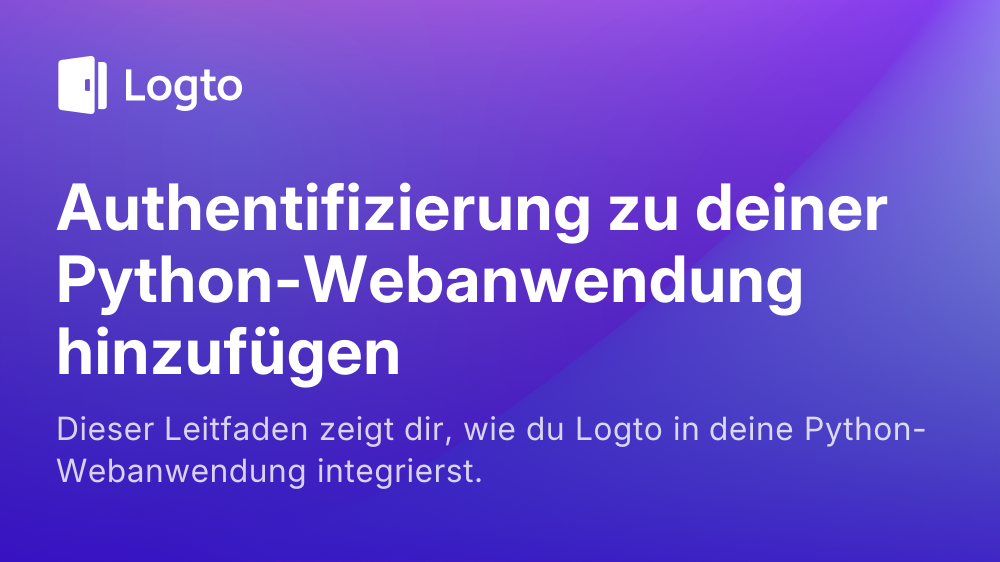 Logto
Authentifizierung zu deiner
Python-Webanwendung
hinzufügen
Dieser Leitfaden zeigt dir, wie du Logto in deine Python-
Webanwendung integrierst.